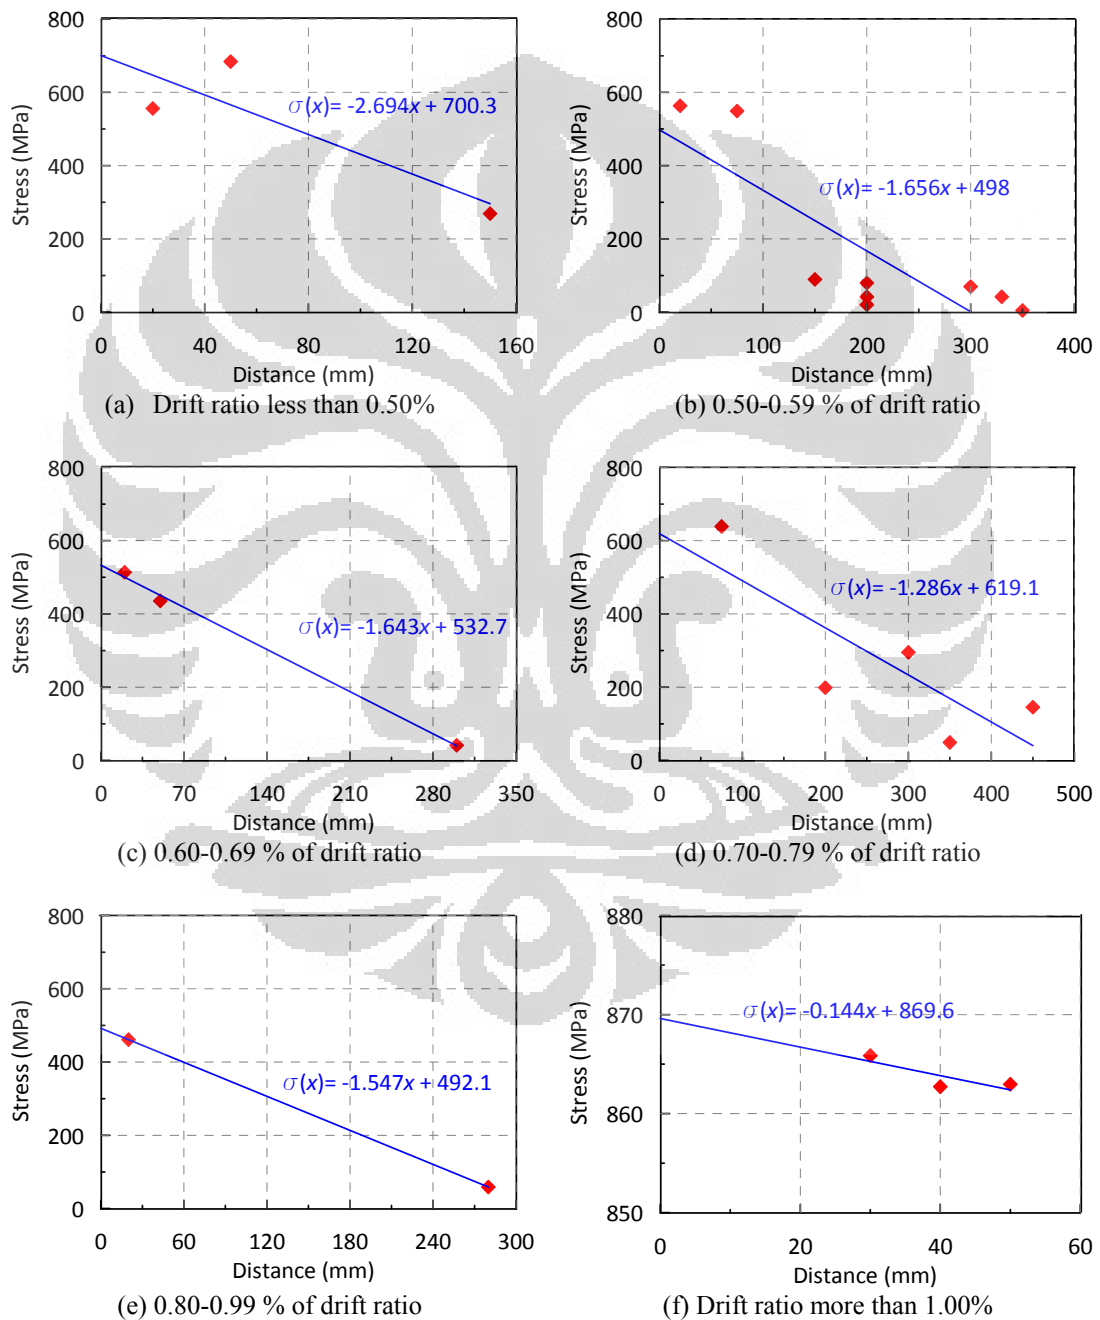 800
600
400
200
0
Stress (MPa)
σ(x)= -2.694x + 700.3
0 40 80 120 160
Distance (mm)
(a) Drift ratio less than 0.50%
800
600
400
200
0
Stress (MPa)
σ(x)= -1.656x + 498
0 100 200 300 400
Distance (mm)
(b) 0.50-0.59 % of drift ratio
800
600
400
200
0
Stress (MPa)
σ(x)= -1.643x + 532.7
0 70 140 210 280 350
Distance (mm)
(c) 0.60-0.69 % of drift ratio
800
600
400
200
0
Stress (MPa)
σ(x)= -1.286x + 619.1
0 100 200 300 400 500
Distance (mm)
(d) 0.70-0.79 % of drift ratio
800
600
400
200
0
Stress (MPa)
σ(x)= -1.547x + 492.1
0 60 120 180 240 300
Distance (mm)
(e) 0.80-0.99 % of drift ratio
880
870
860
850
Stress (MPa)
σ(x)= -0.144x + 869.6
0 20 40 60
Distance (mm)
(f) Drift ratio more than 1.00%